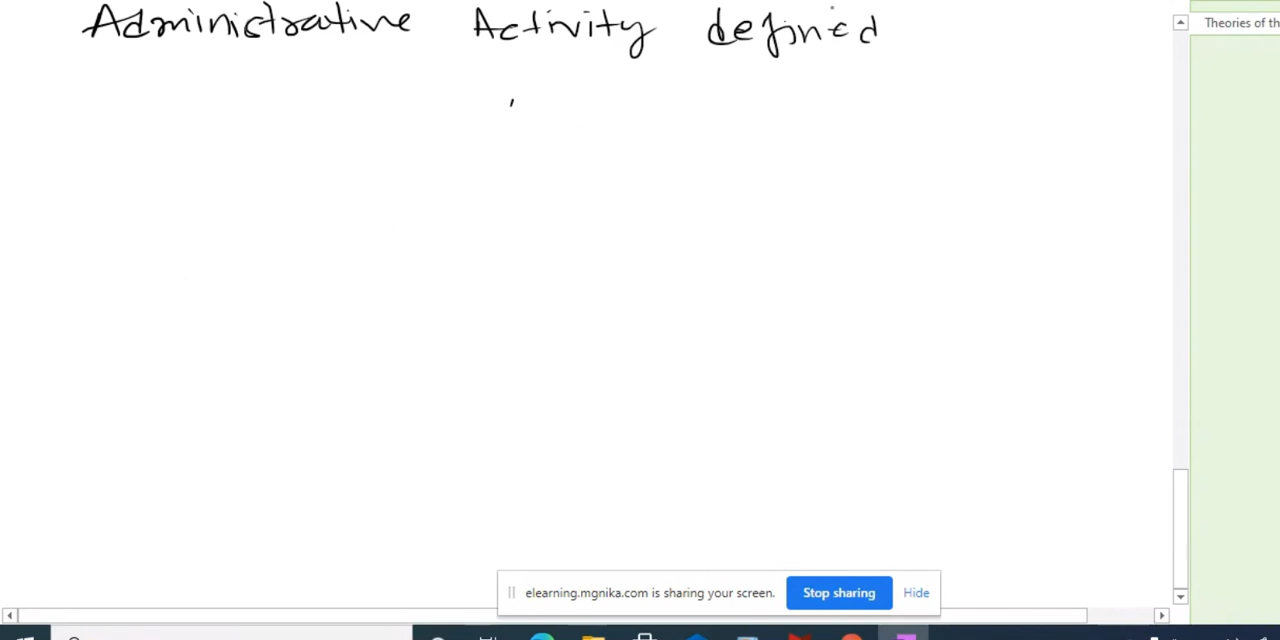 Administrative Activity defined
Theories of th
elearning.mgnika.com is sharing your screen. Stop sharing Hide